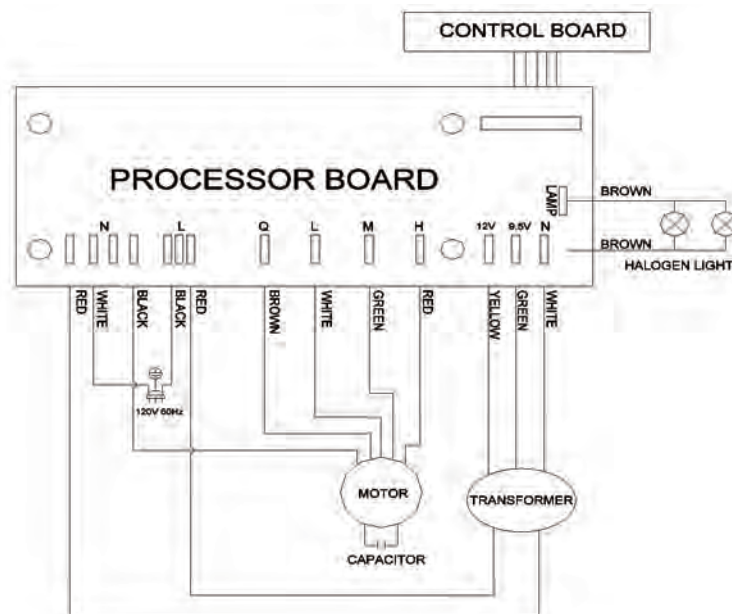 CONTROL BOARD
PROCESSOR BOARD
LAMP
BROWN
N L Q L M H 12V 9.5V N
BROWN
HALOGEN LIGHT
RED WHITE BLACK BLACK RED BROWN WHITE GREEN RED YELLOW GREEN WHITE
120V 60Hz
MOTOR
TRANSFORMER
CAPACITOR